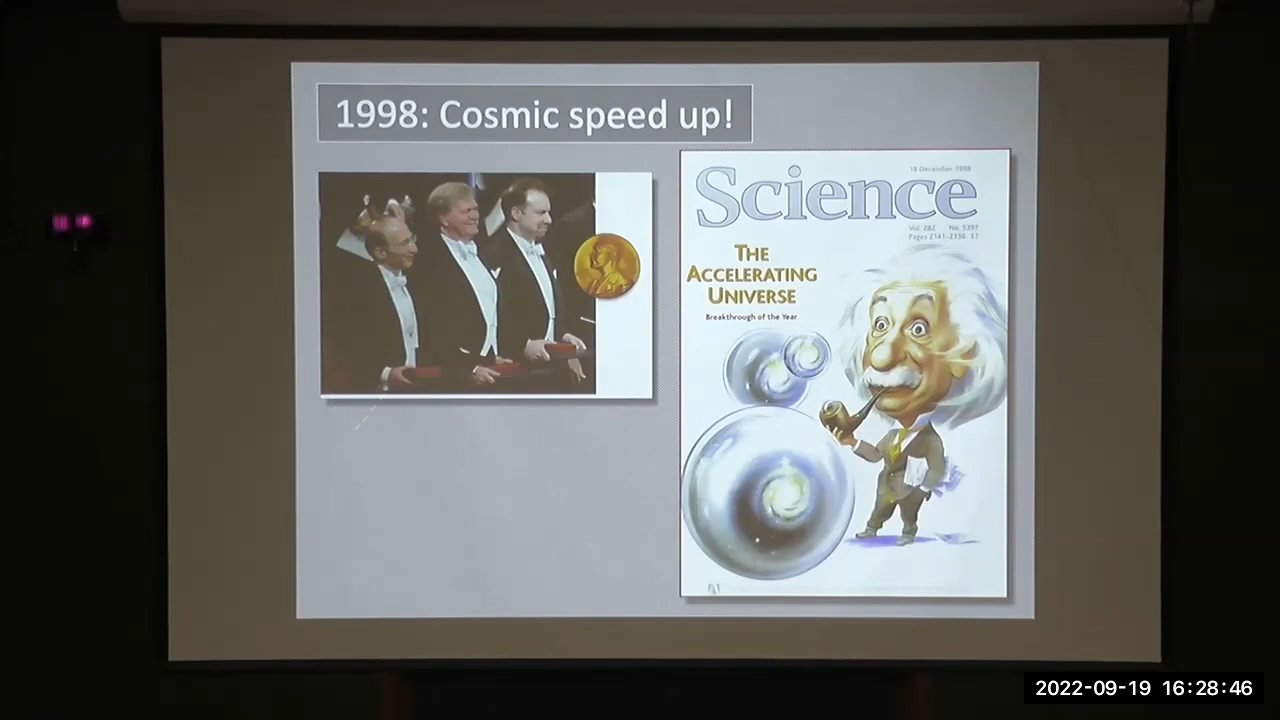 1998: Cosmic speed up!
18 December 1998
Science
Vol. 282 No. 5397
Pages 2141–2336 $7
THE
ACCELERATING
UNIVERSE
Breakthrough of the Year
2022-09-19 16:28:46